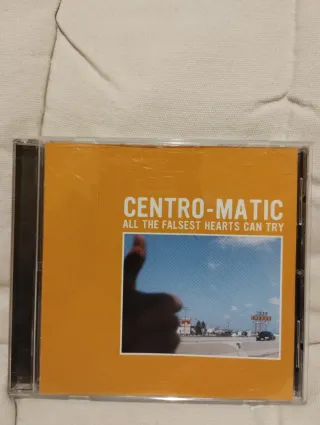 CENTRO-MATIC
ALL THE FALSEST HEARTS CAN TRY